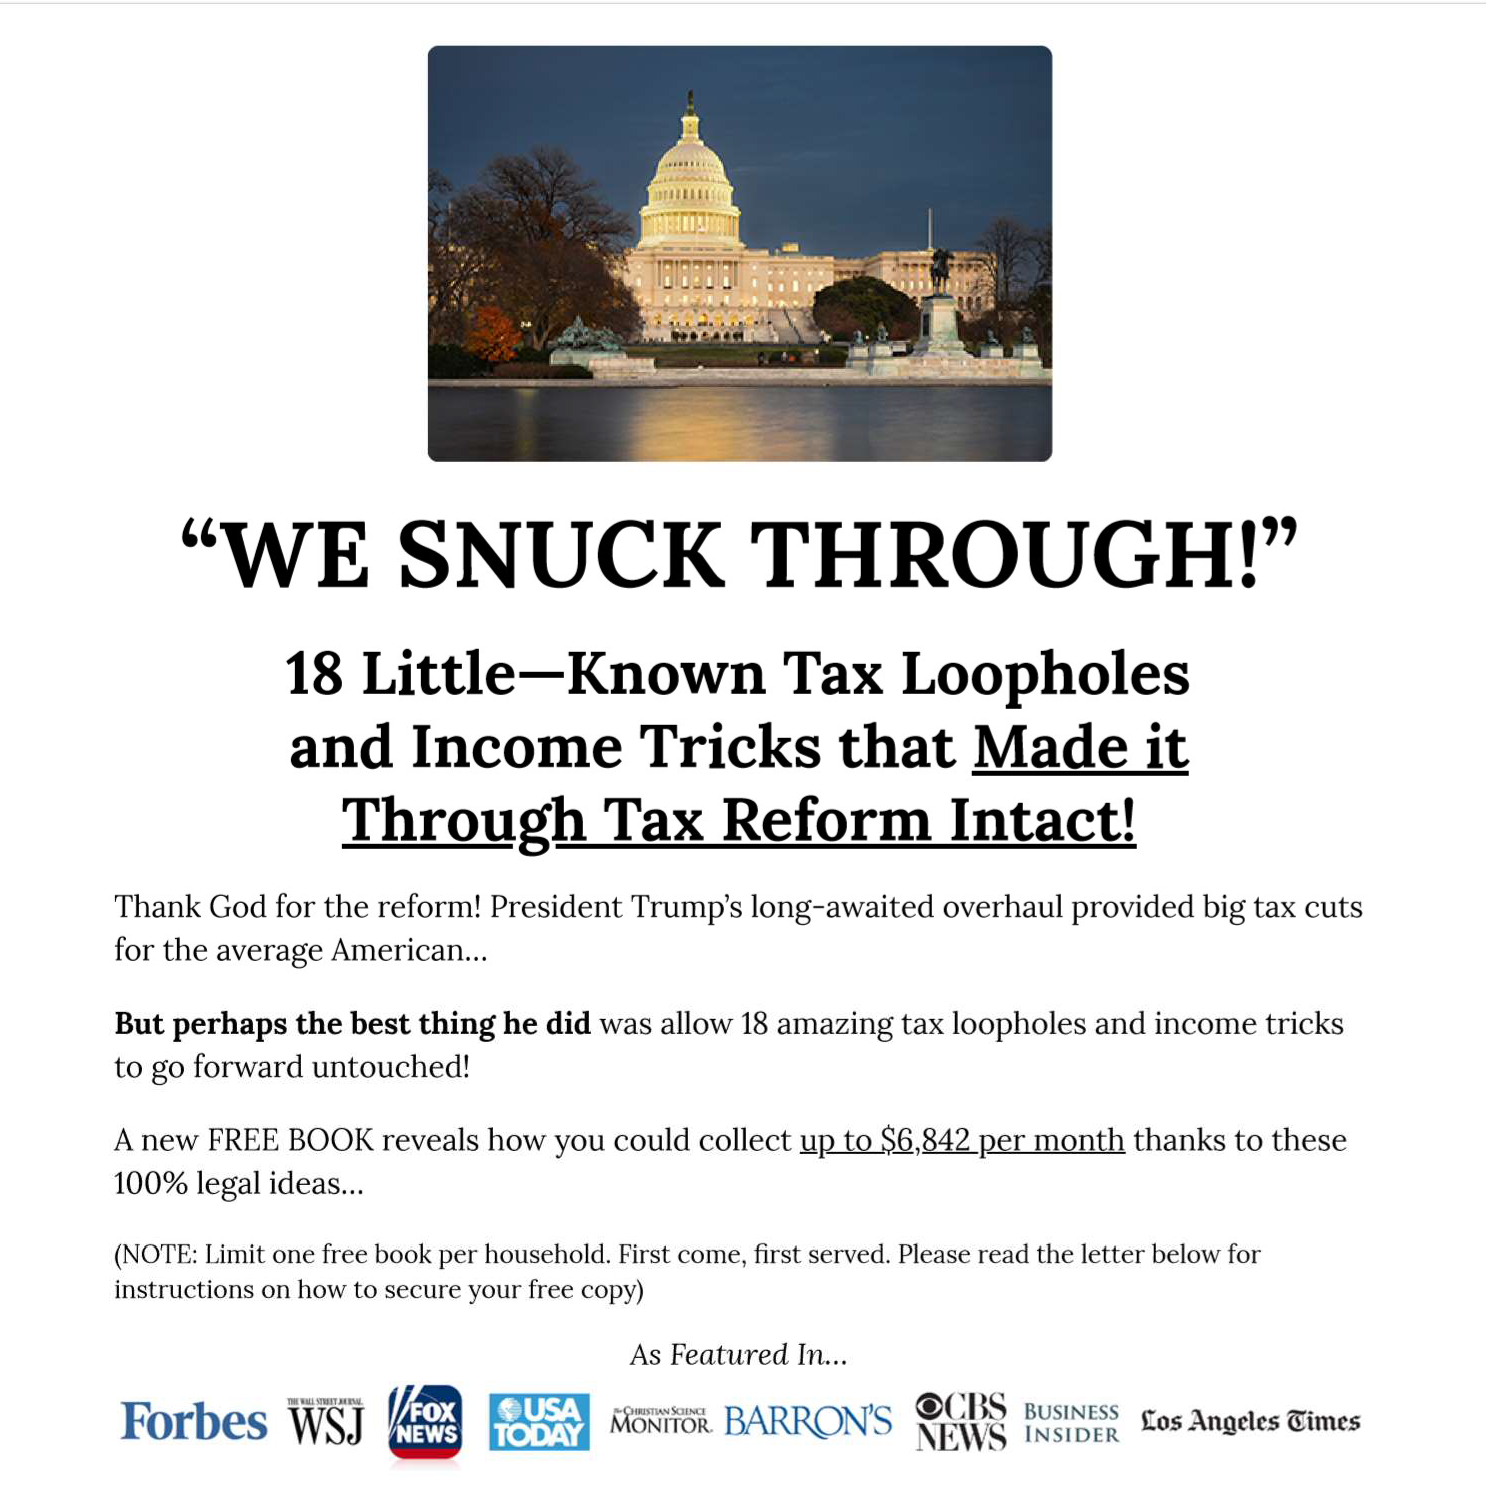 “WE SNUCK THROUGH!”
18 Little—Known Tax Loopholes
and Income Tricks that Made it
Through Tax Reform Intact!
Thank God for the reform! President Trump’s long-awaited overhaul provided big tax cuts
for the average American...
But perhaps the best thing he did was allow 18 amazing tax loopholes and income tricks
to go forward untouched!
A new FREE BOOK reveals how you could collect up to $6,842 per month thanks to these
100% legal ideas...
(NOTE: Limit one free book per household. First come, first served. Please read the letter below for
instructions on how to secure your free copy)
As Featured In...
Forbes
THE WALL STREET JOURNAL.
WSJ
FOX
NEWS
USA
TODAY
The CHRISTIAN SCIENCE
MONITOR
BARRON'S
CBS
NEWS
BUSINESS
INSIDER
Los Angeles Times